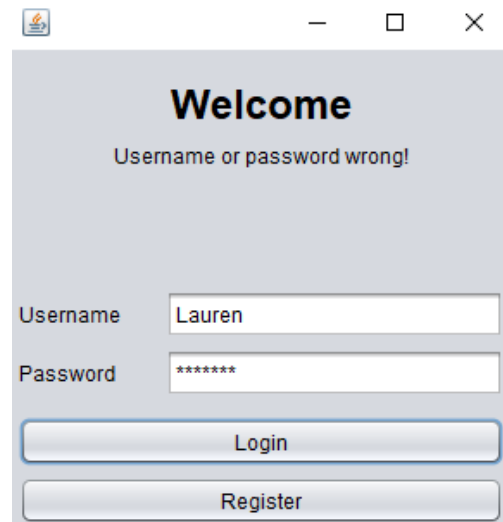 Welcome
Username or password wrong!
Username Lauren
Password *******
Login
Register